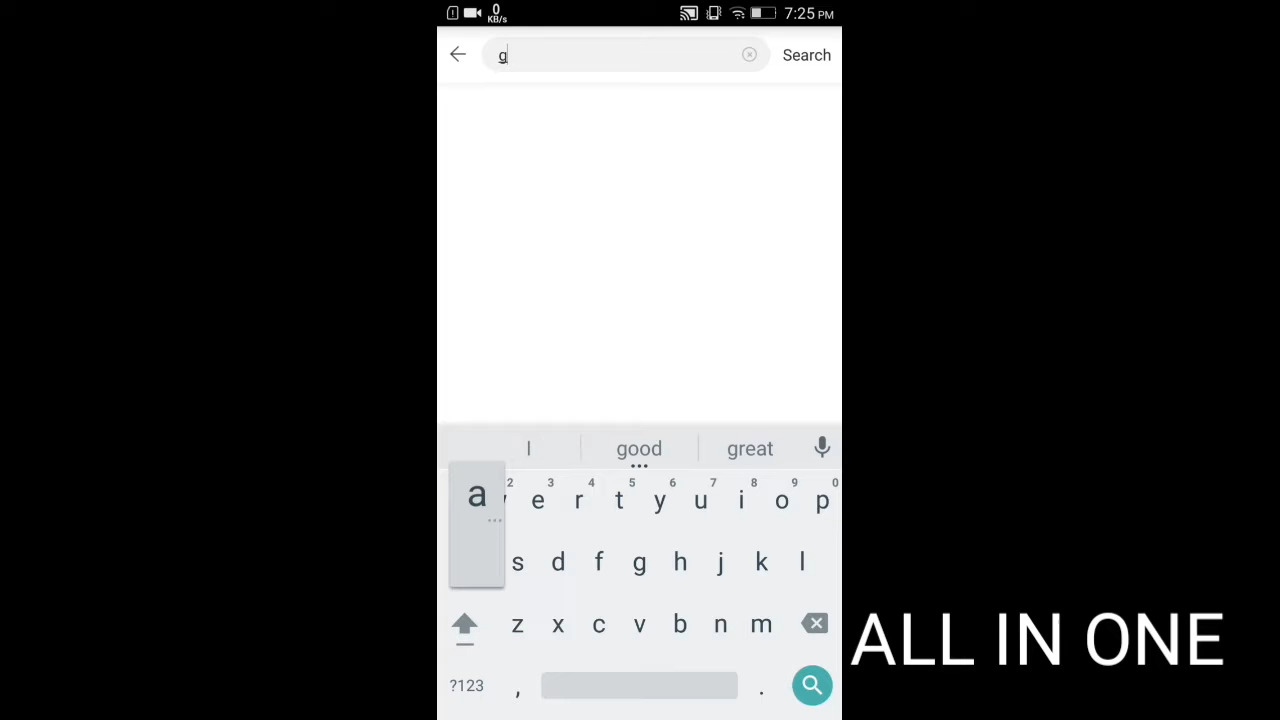 0
KB/s
7:25 PM
g
Search
I
good
great
a
2 3 4 5 6 7 8 9 0
e r t y u i o p
s d f g h j k l
z x c v b n m
?123 , .
ALL IN ONE